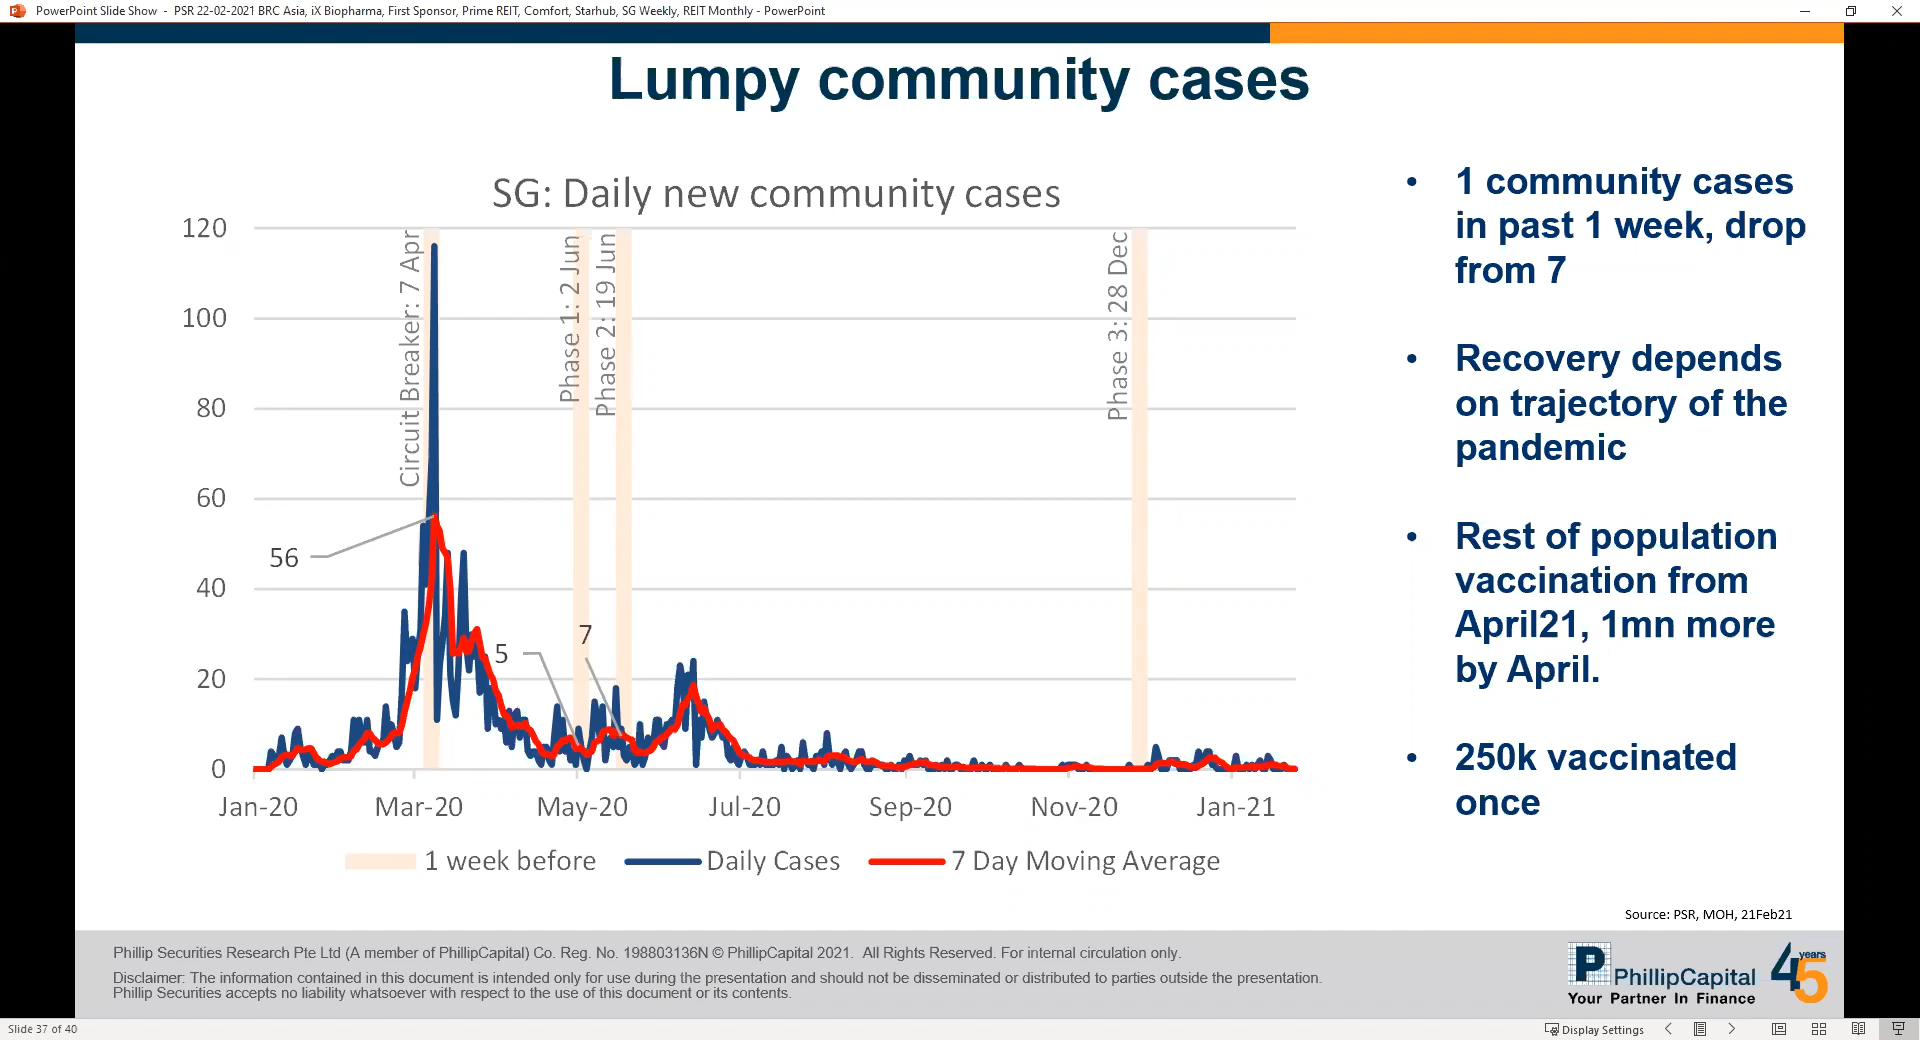 PowerPoint Slide Show - PSR 22-02-2021 BRC Asia, iX Biopharma, First Sponsor, Prime REIT, Comfort, Starhub, SG Weekly, REIT Monthly - PowerPoint
Lumpy community cases
SG: Daily new community cases
120
100
80
60
40
20
0
Circuit Breaker: 7 Apr
Phase 1: 2 Jun
Phase 2: 19 Jun
Phase 3: 28 Dec
56
5
7
Jan-20 Mar-20 May-20 Jul-20 Sep-20 Nov-20 Jan-21
1 week before Daily Cases 7 Day Moving Average
• 1 community cases
in past 1 week, drop
from 7
• Recovery depends
on trajectory of the
pandemic
• Rest of population
vaccination from
April21, 1mn more
by April.
• 250k vaccinated
once
Source: PSR, MOH, 21Feb21
Phillip Securities Research Pte Ltd (A member of PhillipCapital) Co. Reg. No. 198803136N © PhillipCapital 2021. All Rights Reserved. For internal circulation only.
Disclaimer: The information contained in this document is intended only for use during the presentation and should not be disseminated or distributed to parties outside the presentation.
Phillip Securities accepts no liability whatsoever with respect to the use of this document or its contents.
P PhillipCapital
Your Partner In Finance
45 years
Slide 37 of 40
Display Settings